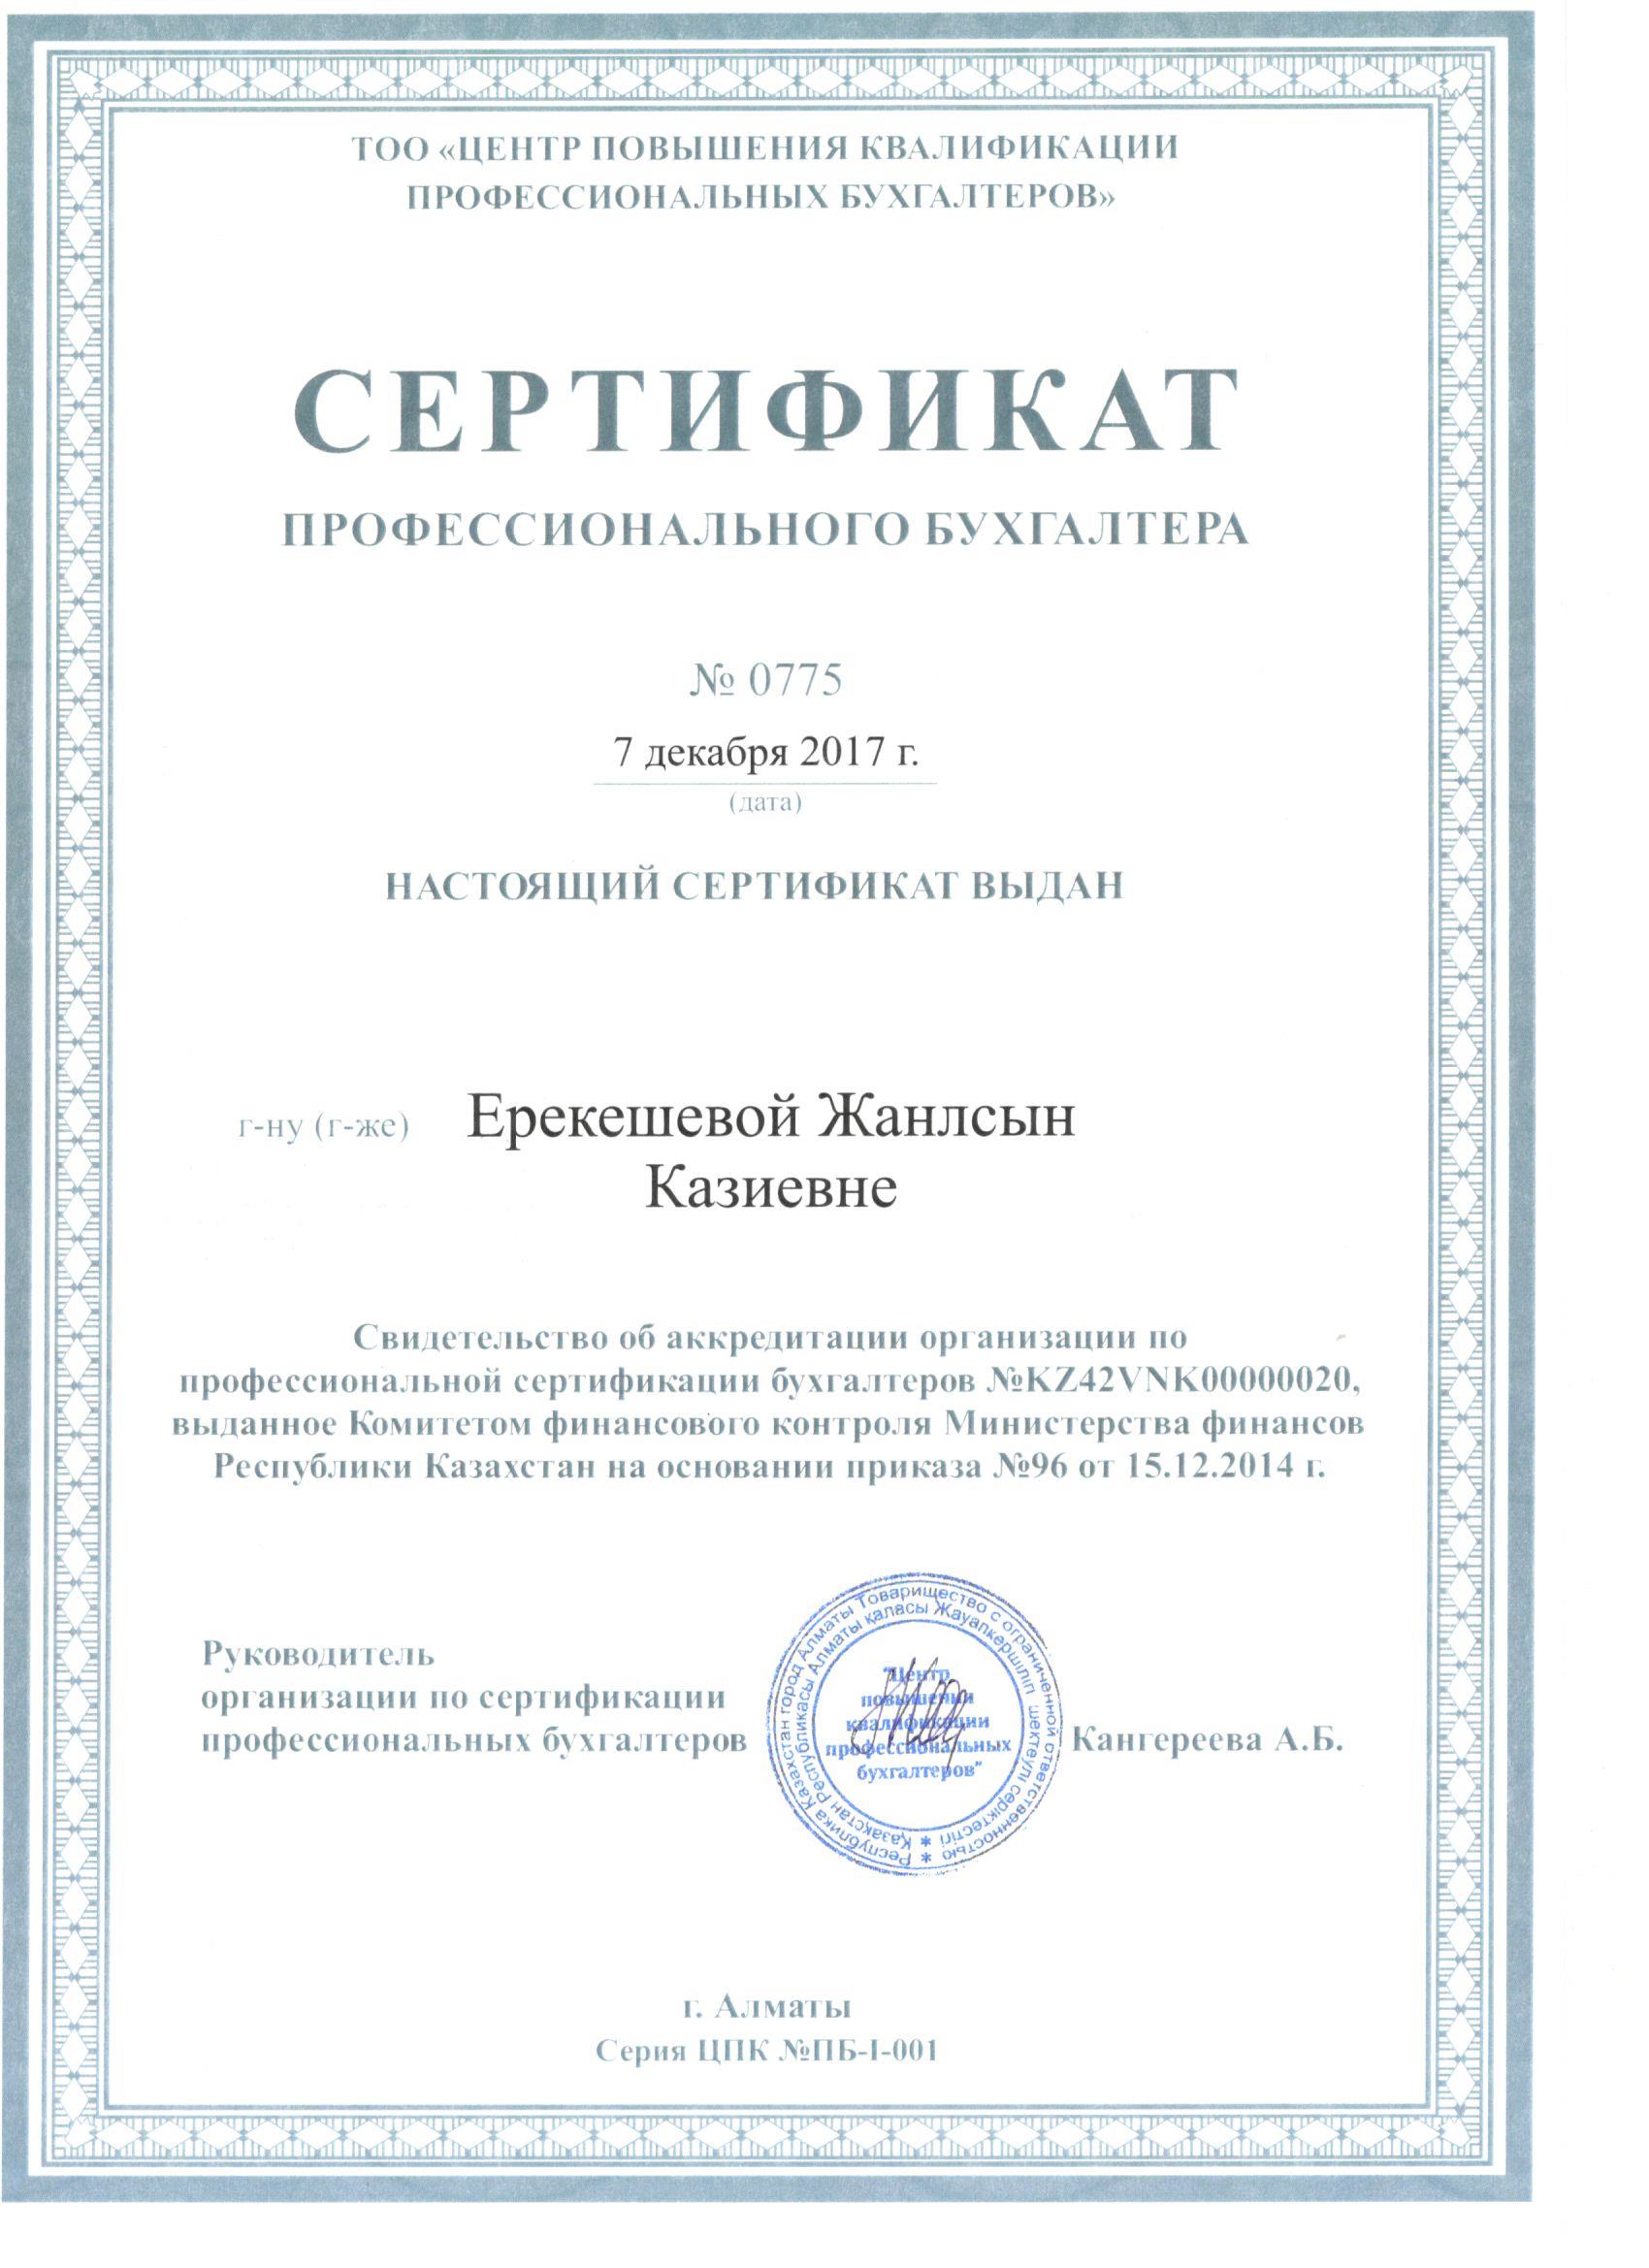 ТОО «ЦЕНТР ПОВЫШЕНИЯ КВАЛИФИКАЦИИ
ПРОФЕССИОНАЛЬНЫХ БУХГАЛТЕРОВ»
СЕРТИФИКАТ
ПРОФЕССИОНАЛЬНОГО БУХГАЛТЕРА
№ 0775
7 декабря 2017 г.
(дата)
НАСТОЯЩИЙ СЕРТИФИКАТ ВЫДАН
г-ну (г-же) Ерекешевой Жанлсын
Казиевне
Свидетельство об аккредитации организации по
профессиональной сертификации бухгалтеров №KZ42VNK00000020,
выданное Комитетом финансового контроля Министерства финансов
Республики Казахстан на основании приказа №96 от 15.12.2014 г.
Руководитель
организации по сертификации
профессиональных бухгалтеров
Республика Казахстан город Алматы Товарищество с ограниченной ответственностью *
Қазақстан Республикасы Алматы қаласы Жауапкершілігі шектеулі серіктестігі *
"Центр
повышения
квалификации
профессиональных
бухгалтеров"
Кангереева А.Б.
г. Алматы
Серия ЦПК №ПБ-I-001